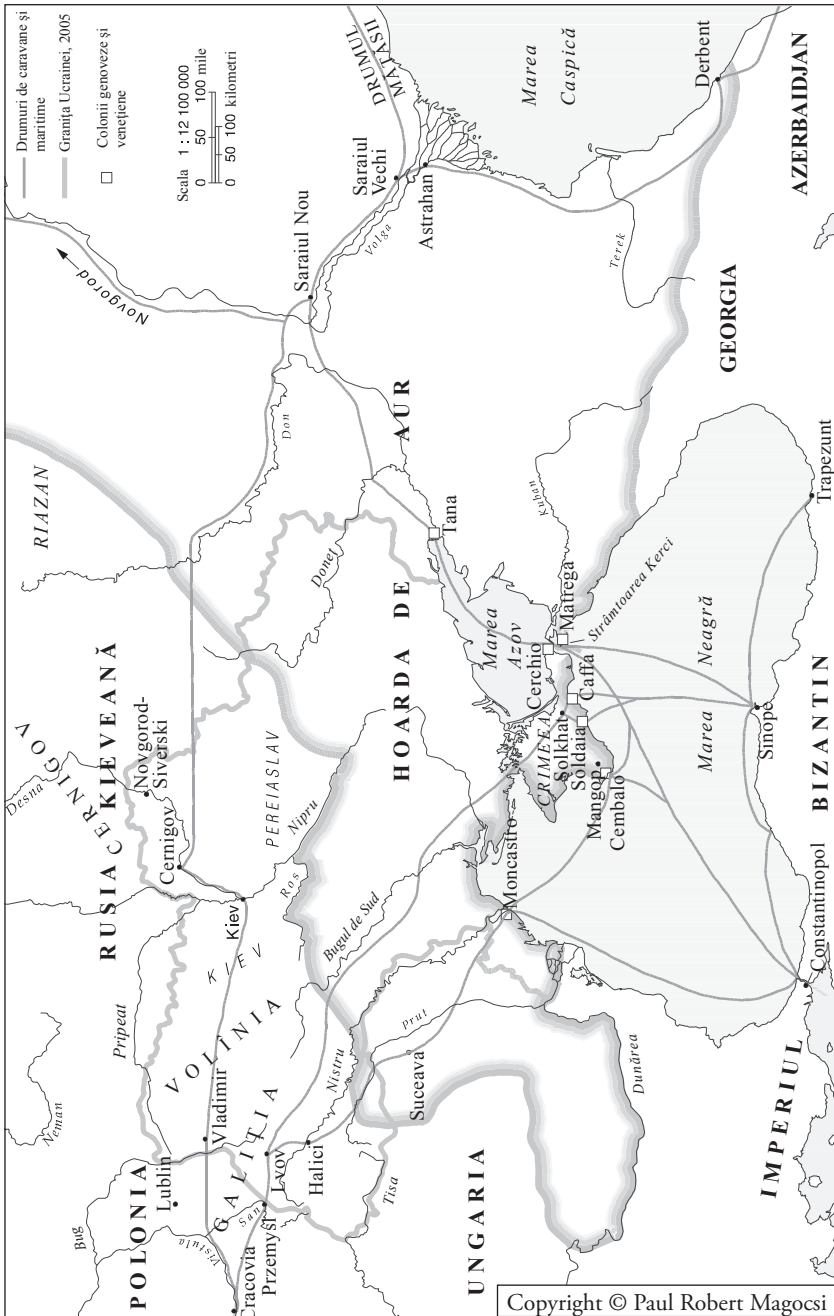 Drumuri de caravane și
maritime
Granița Ucrainei, 2005
Colonii genoveze și
venețiene
Scala 1 : 12 100 000
0 50 100 mile
0 50 100 kilometri
Novgorod
RIAZAN
DRUMUL
MĂTASII
Saraiul
Vechi
Saraiul Nou
Volga
Astrahan
Marea
Caspică
Derbent
AZERBAIDJAN
Terek
GEORGIA
Don
Doneț
Tana
Kuban
HOARDA DE AUR
Marea
Azov
Matrega
Strâmtoarea Kerci
Cerchio
CRIMEEA
Caffa
Solkhat
Soldaia
Mangop
Cembalo
Marea Neagră
Trapezunt
Sinope
Constantinopol
IMPERIUL BIZANTIN
Desna
CERNIGOV
RUSIA KIEVEANĂ
Novgorod-
Siverski
Cernigov
PEREIASLAV
Nipru
Ros
Kiev
KIEV
Pripeat
VOLÎNIA
Neman
Bug
POLONIA
Lublin
Vladimir
GALIȚIA
Vistula
San
Cracovia
Przemyśl
Lvov
Halici
Nistru
Bugul de Sud
Prut
Suceava
Moncastro
Tisa
UNGARIA
Dunărea
Copyright © Paul Robert Magocsi